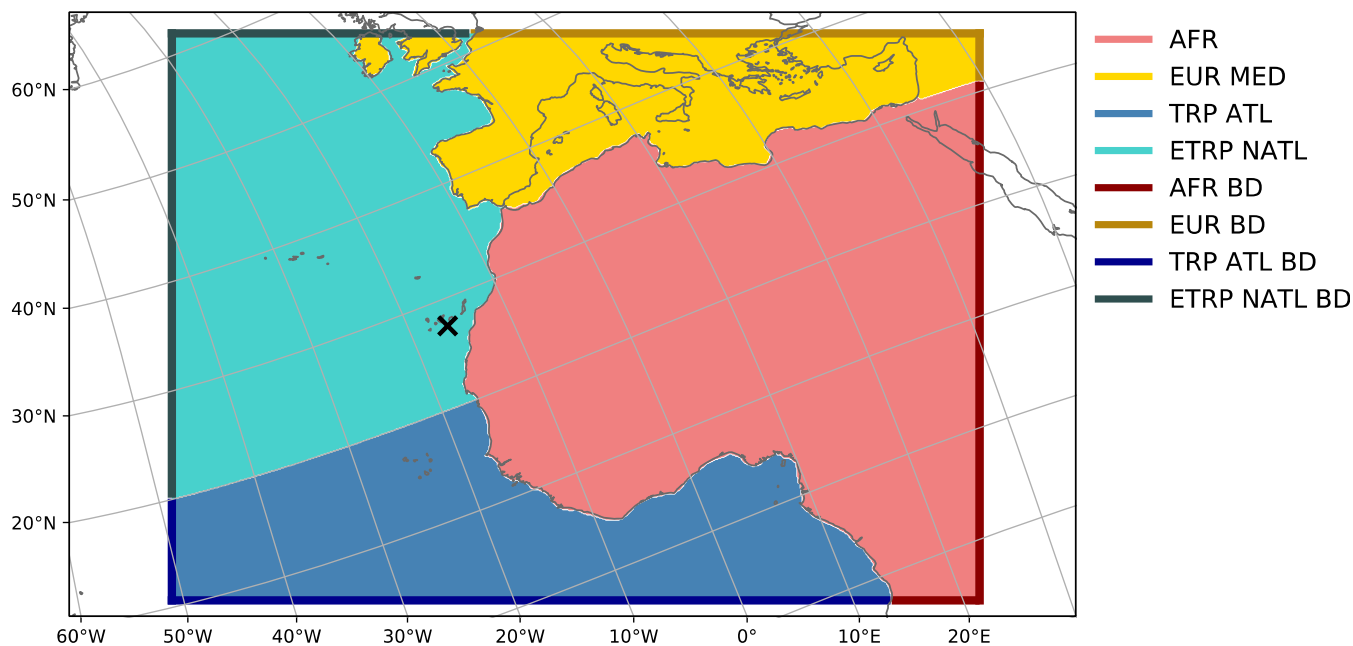 60°N
50°N
40°N
30°N
20°N
60°W
50°W
40°W
30°W
20°W
10°W
0°
10°E
20°E
AFR
EUR MED
TRP ATL
ETRP NATL
AFR BD
EUR BD
TRP ATL BD
ETRP NATL BD